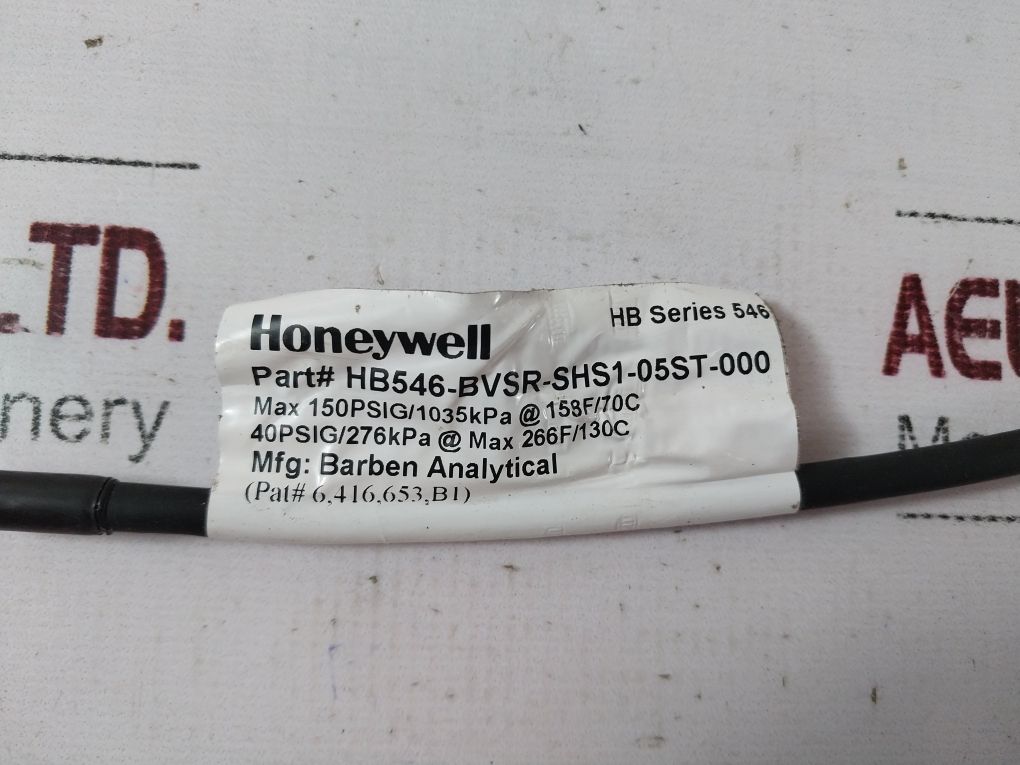 HB Series 546
Honeywell
Part# HB546-BVSR-SHS1-05ST-000
Max 150PSIG/1035kPa @ 158F/70C
40PSIG/276kPa @ Max 266F/130C
Mfg: Barben Analytical
(Pat# 6,416,653,B1)
LTD.
nery
AEU